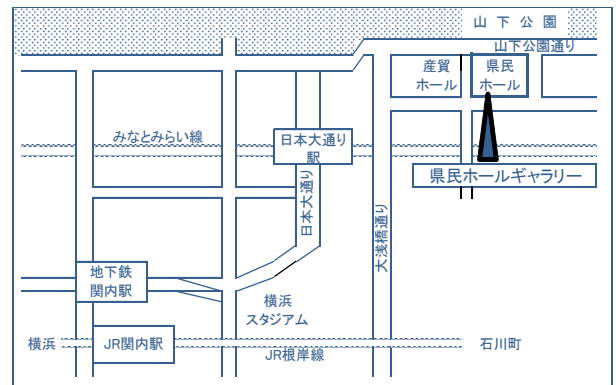 山下公園
山下公園通り
産貿
ホール
県民
ホール
みなとみらい線
日本大通り
駅
県民ホールギャラリー
日本大通り
大浅橋通り
地下鉄
関内駅
横浜
スタジアム
横浜
JR関内駅
JR根岸線
石川町